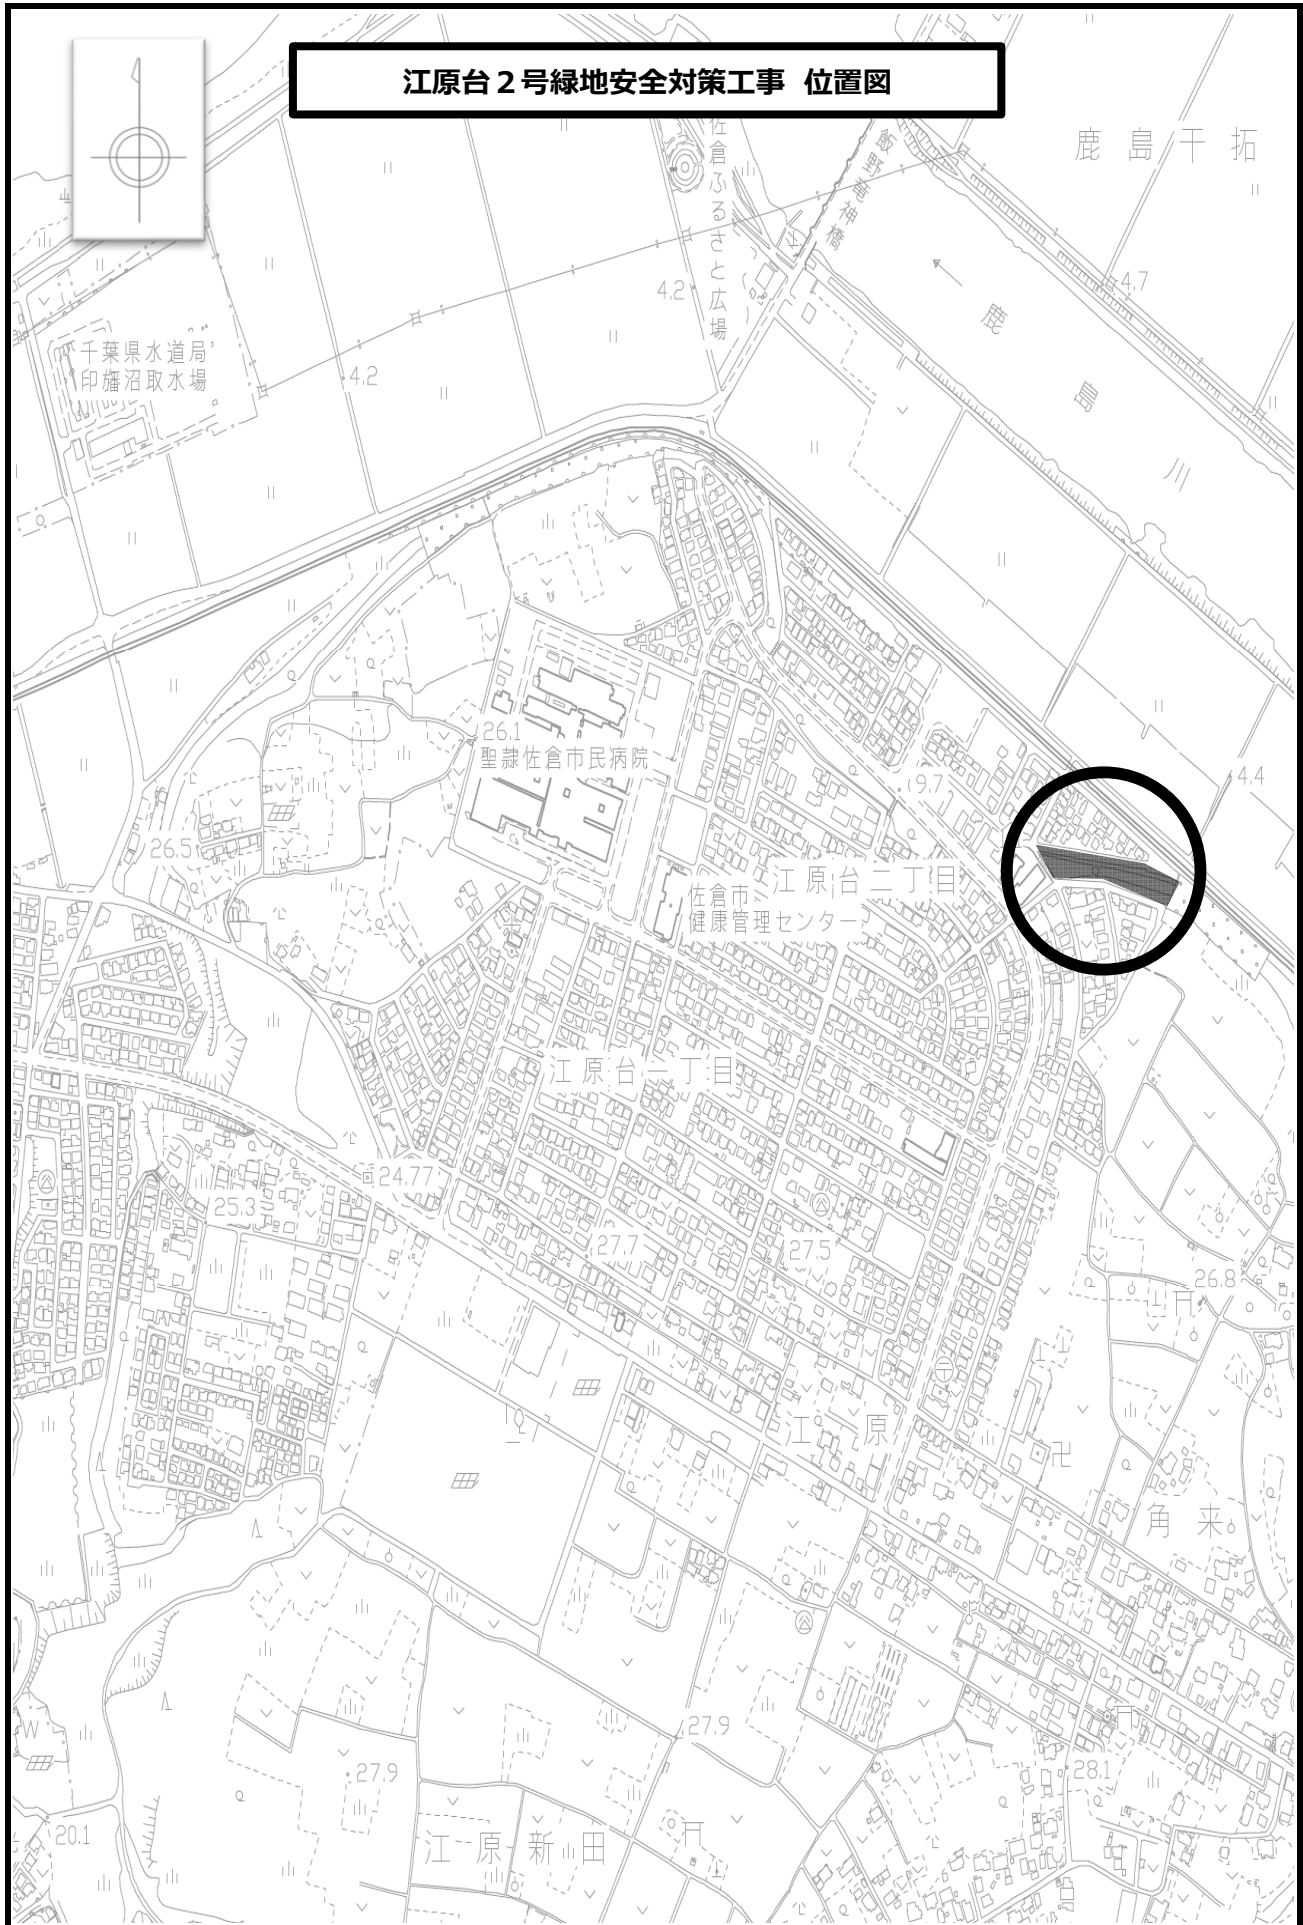 江原台２号緑地安全対策工事 位置図
鹿島干拓
佐倉ふるさと広場
飯野竜神橋
4.7
4.2
鹿島川
千葉県水道局
印旛沼取水場
4.2
26.1
聖隷佐倉市民病院
9.7
4.4
26.5
江原台二丁目
佐倉市
健康管理センター
江原台一丁目
24.77
25.3
27.7
27.5
26.8
江原
角来
27.9
27.9
28.1
20.1
江原新田